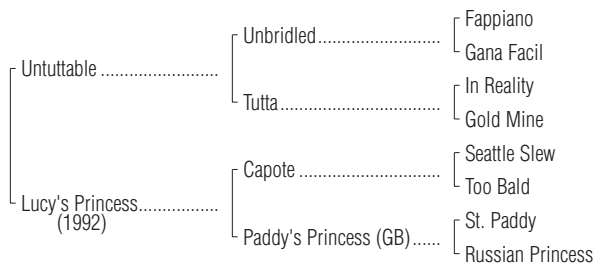 Fappiano
Unbridled........................
Gana Facil
Untuttable .......................
In Reality
Tutta................................
Gold Mine
Seattle Slew
Capote ............................
Too Bald
Lucy's Princess................
(1992)
St. Paddy
Paddy's Princess (GB)......
Russian Princess